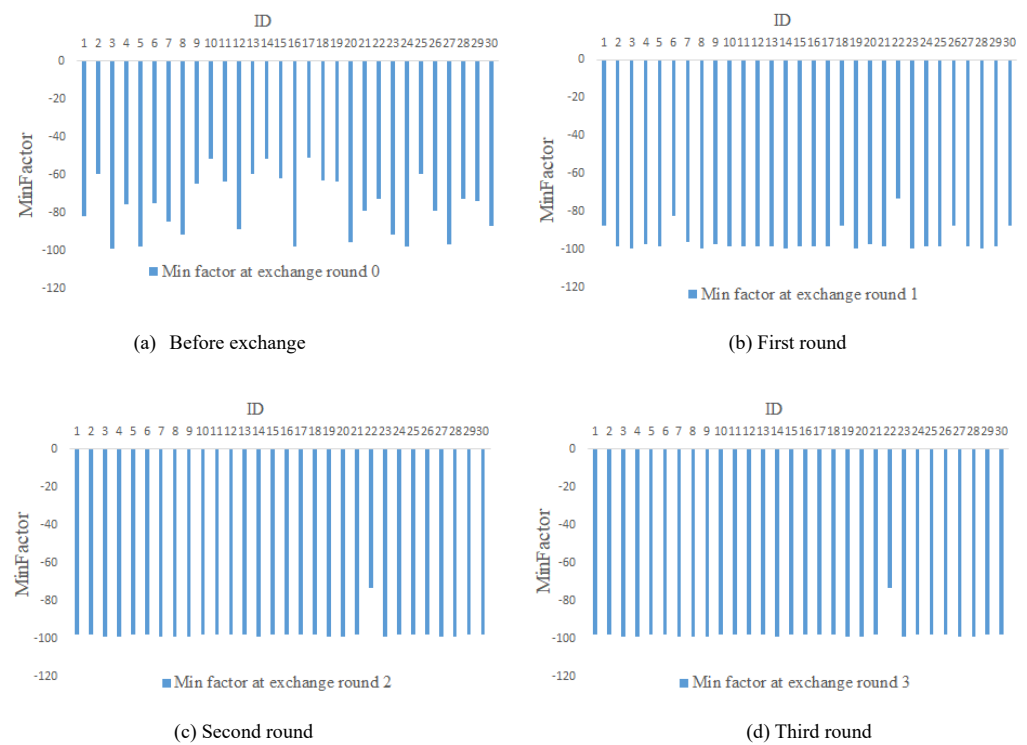 ID
1 2 3 4 5 6 7 8 9 10 11 12 13 14 15 16 17 18 19 20 21 22 23 24 25 26 27 28 29 30
0
-20
-40
-60
-80
-100
-120
MinFactor
Min factor at exchange round 0
(a) Before exchange
ID
1 2 3 4 5 6 7 8 9 10 11 12 13 14 15 16 17 18 19 20 21 22 23 24 25 26 27 28 29 30
0
-20
-40
-60
-80
-100
-120
MinFactor
Min factor at exchange round 1
(b) First round
ID
1 2 3 4 5 6 7 8 9 10 11 12 13 14 15 16 17 18 19 20 21 22 23 24 25 26 27 28 29 30
0
-20
-40
-60
-80
-100
-120
MinFactor
Min factor at exchange round 2
(c) Second round
ID
1 2 3 4 5 6 7 8 9 10 11 12 13 14 15 16 17 18 19 20 21 22 23 24 25 26 27 28 29 30
0
-20
-40
-60
-80
-100
-120
MinFactor
Min factor at exchange round 3
(d) Third round